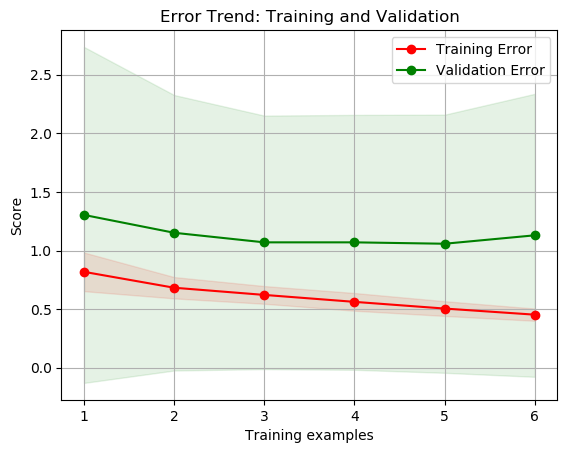 Error Trend: Training and Validation
Training Error
Validation Error
2.5
2.0
1.5
1.0
0.5
0.0
Score
1 2 3 4 5 6
Training examples